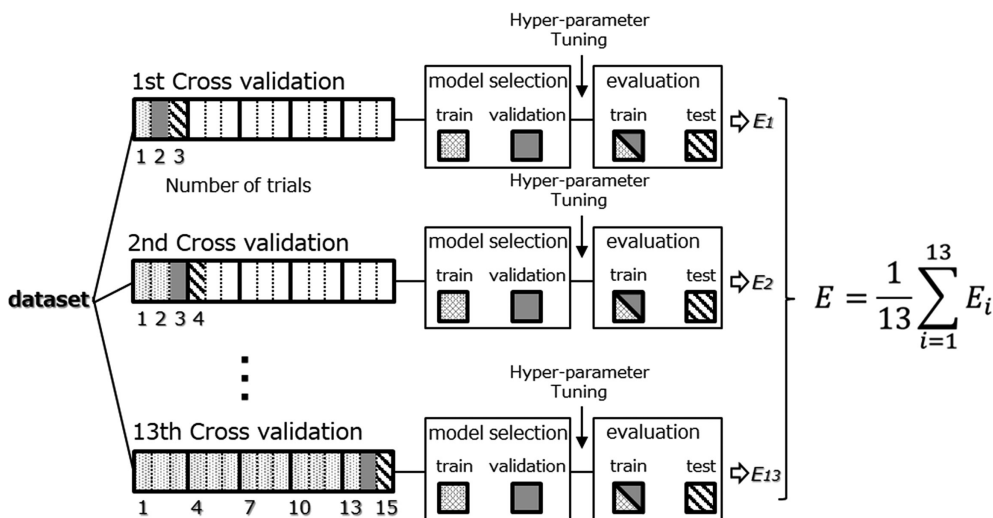 Hyper-parameter
Tuning
1st Cross validation
model selection
evaluation
train validation
train test
E1
1 2 3
Number of trials
Hyper-parameter
Tuning
2nd Cross validation
model selection
evaluation
train validation
train test
E2
dataset
1 2 3 4
E = 1/13 13∑i=1 Ei
Hyper-parameter
Tuning
13th Cross validation
model selection
evaluation
train validation
train test
E13
1 4 7 10 13 15